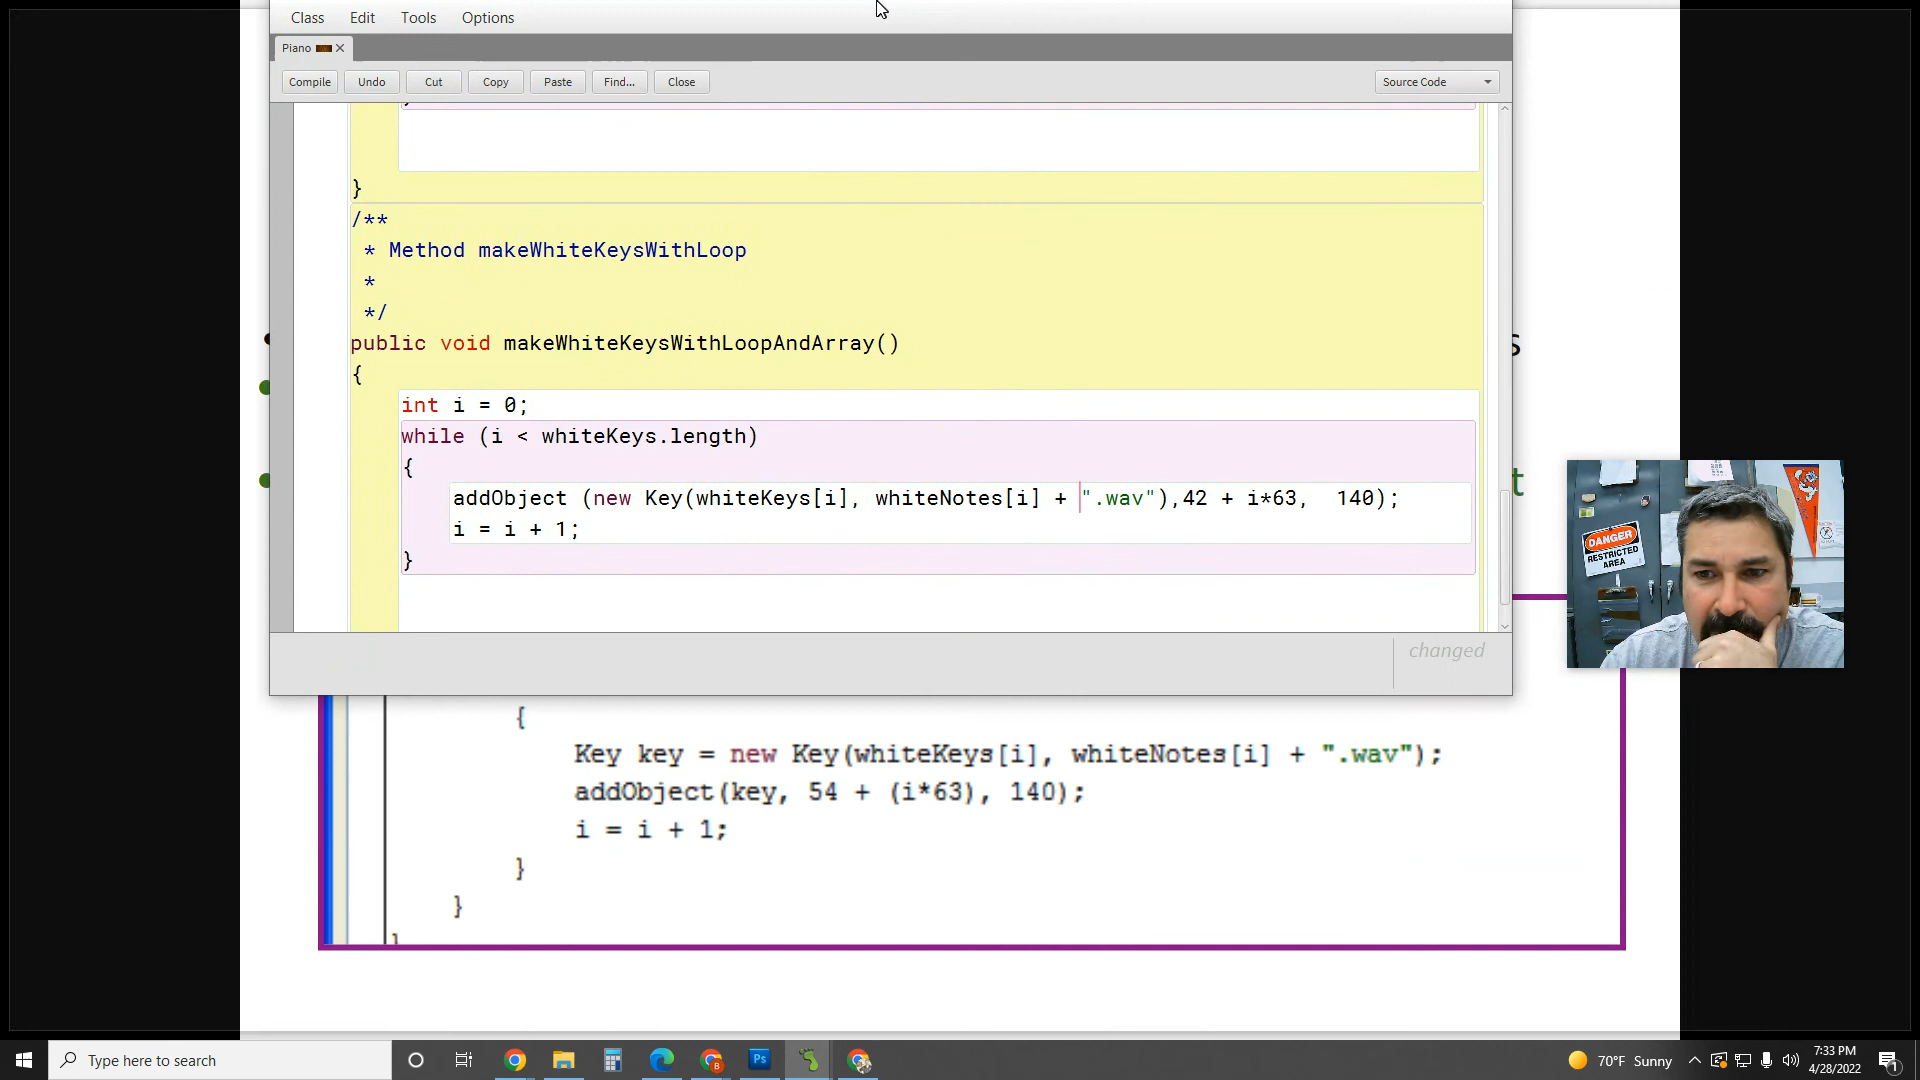 Class Edit Tools Options
Piano
Compile Undo Cut Copy Paste Find... Close Source Code
}
/**
* Method makeWhiteKeysWithLoop
*
*/
public void makeWhiteKeysWithLoopAndArray()
{
int i = 0;
while (i < whiteKeys.length)
{
addObject (new Key(whiteKeys[i], whiteNotes[i] + ".wav"),42 + i*63,  140);
i = i + 1;
}
changed
s
t
DANGER
RESTRICTED
AREA
{
Key key = new Key(whiteKeys[i], whiteNotes[i] + ".wav");
addObject(key, 54 + (i*63), 140);
i = i + 1;
}
}
Type here to search
Ps
B
70°F Sunny
7:33 PM
4/28/2022
1